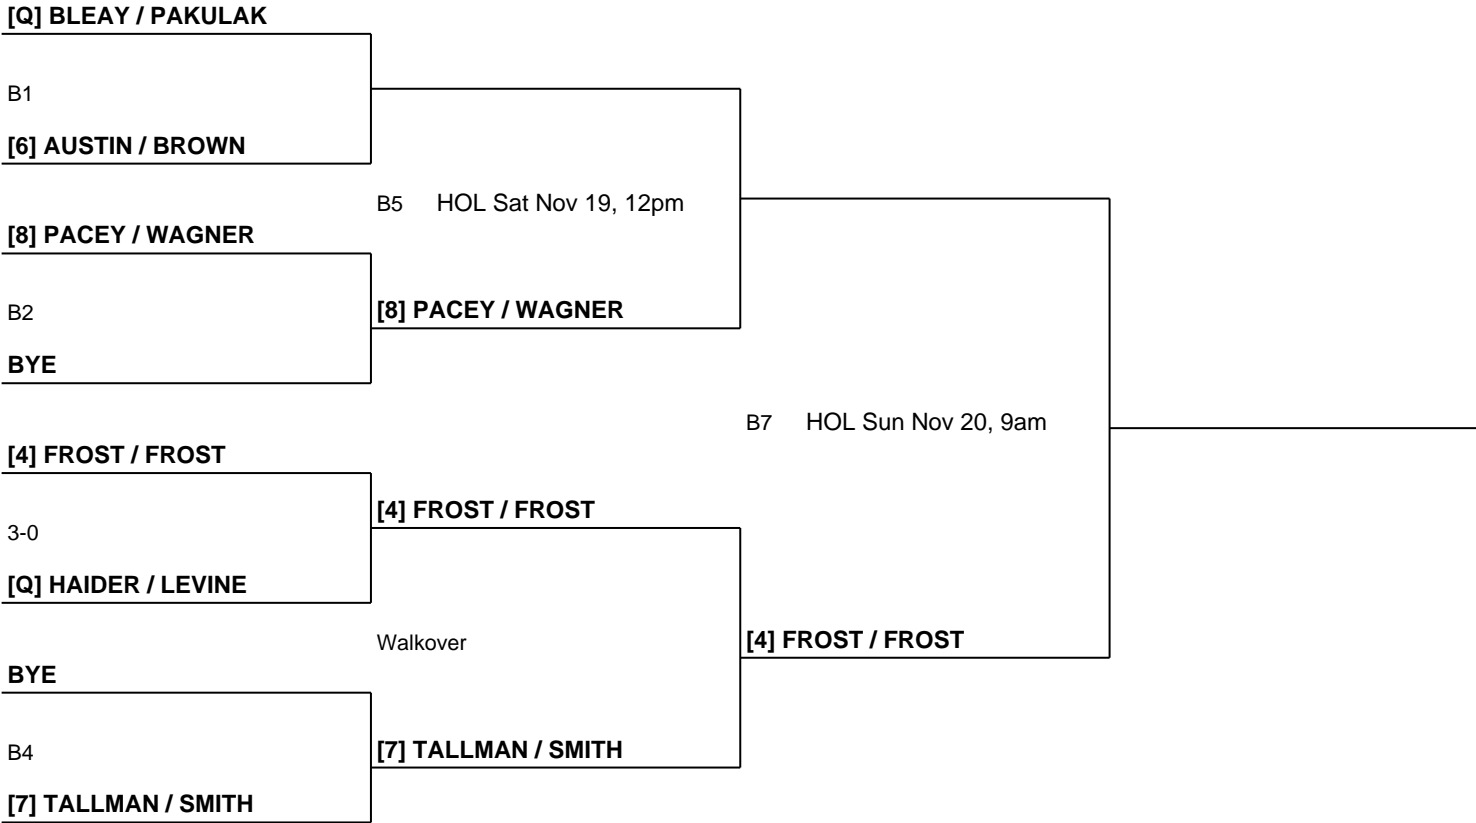 [Q] BLEAY / PAKULAK
B1
[6] AUSTIN / BROWN
B5 HOL Sat Nov 19, 12pm
[8] PACEY / WAGNER
B2
[8] PACEY / WAGNER
BYE
B7 HOL Sun Nov 20, 9am
[4] FROST / FROST
[4] FROST / FROST
3-0
[Q] HAIDER / LEVINE
Walkover
[4] FROST / FROST
BYE
B4
[7] TALLMAN / SMITH
[7] TALLMAN / SMITH